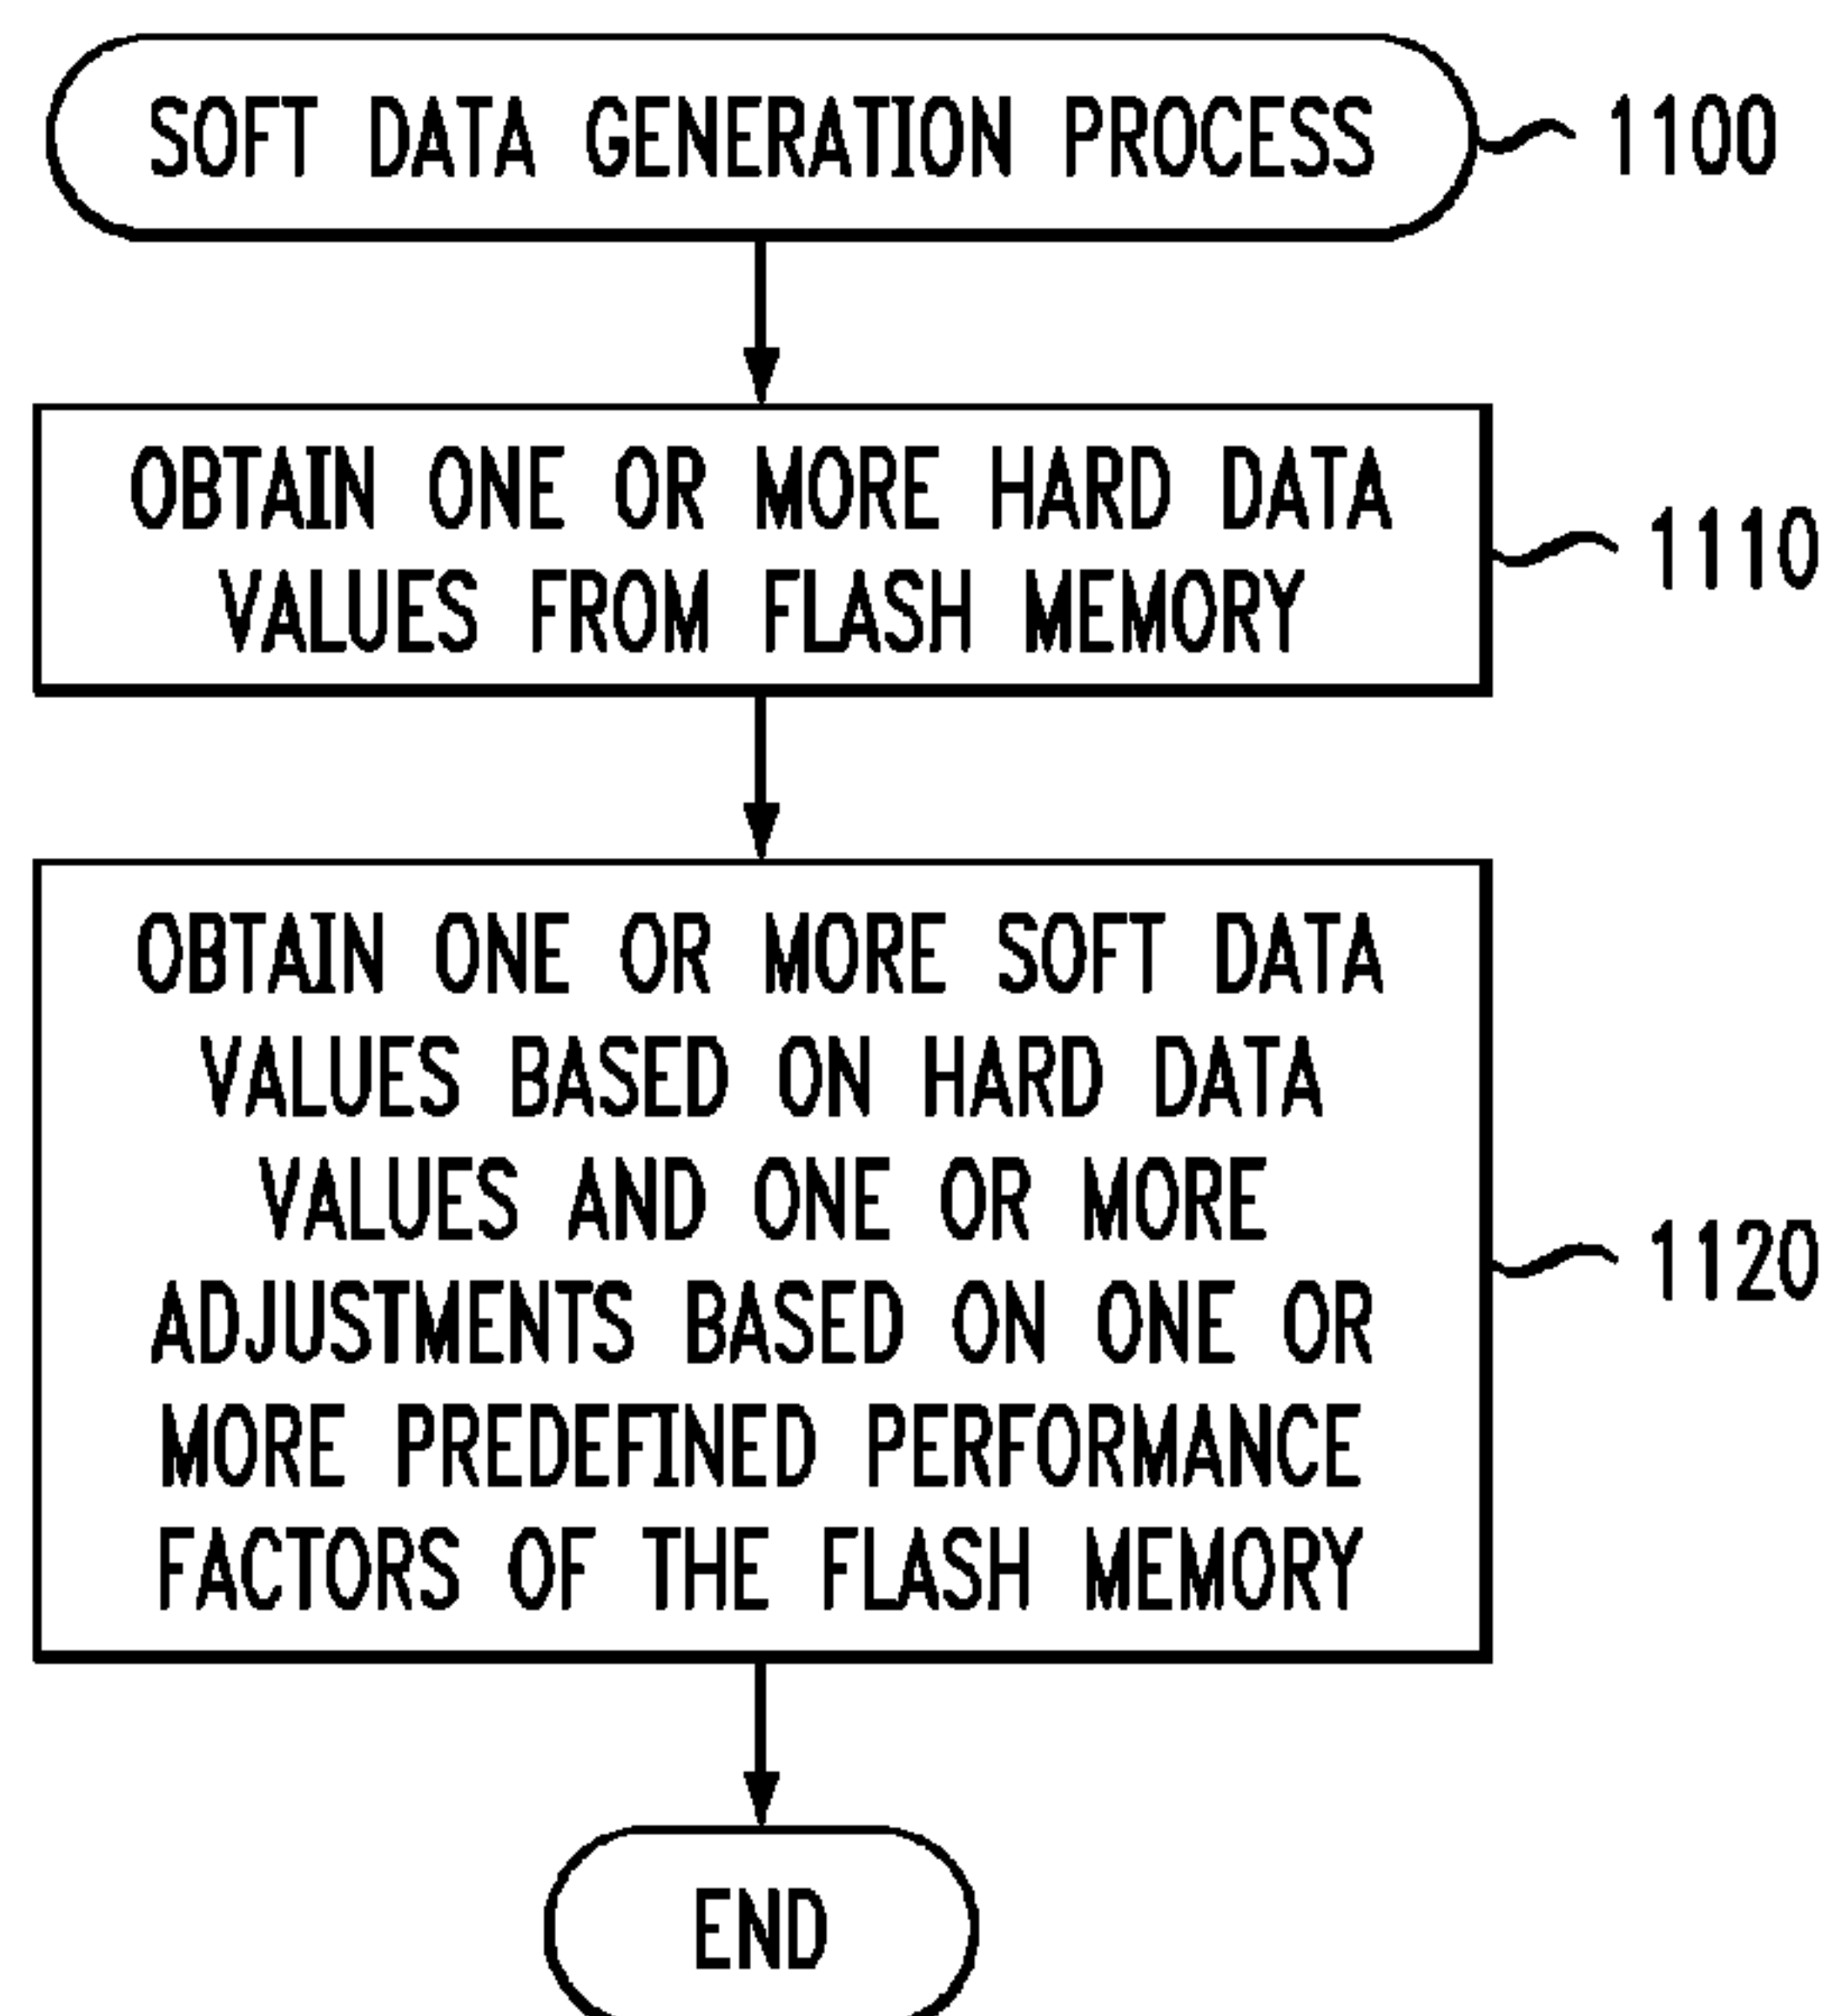 SOFT DATA GENERATION PROCESS
1100
OBTAIN ONE OR MORE HARD DATA
VALUES FROM FLASH MEMORY
1110
OBTAIN ONE OR MORE SOFT DATA
VALUES BASED ON HARD DATA
VALUES AND ONE OR MORE
ADJUSTMENTS BASED ON ONE OR
MORE PREDEFINED PERFORMANCE
FACTORS OF THE FLASH MEMORY
1120
END